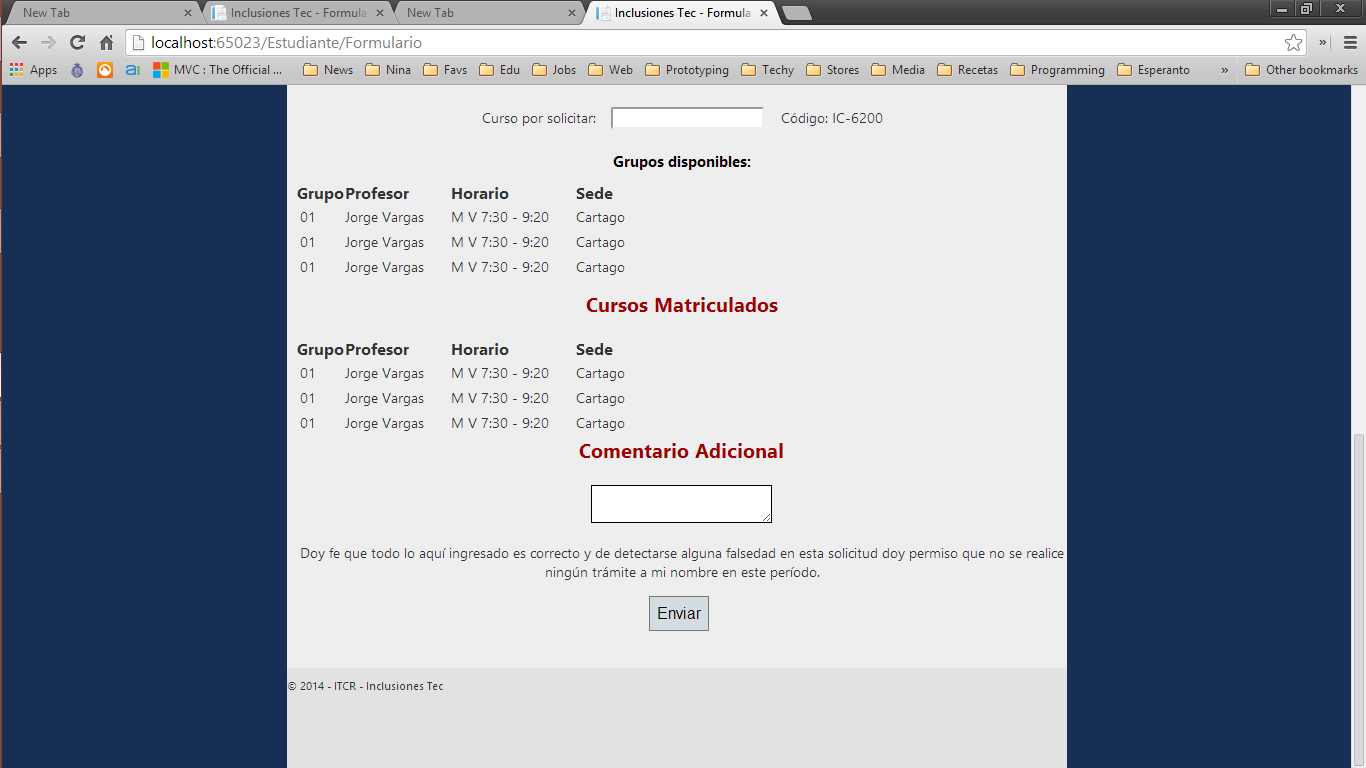 New Tab Inclusiones Tec - Formula New Tab Inclusiones Tec - Formula
localhost:65023/Estudiante/Formulario »
Apps MVC : The Official ... News Nina Favs Edu Jobs Web Prototyping Techy Stores Media Recetas Programming Esperanto » Other bookmarks
Curso por solicitar: Código: IC-6200
Grupos disponibles:
Grupo Profesor Horario Sede
01 Jorge Vargas M V 7:30 - 9:20 Cartago
01 Jorge Vargas M V 7:30 - 9:20 Cartago
01 Jorge Vargas M V 7:30 - 9:20 Cartago
Cursos Matriculados
Grupo Profesor Horario Sede
01 Jorge Vargas M V 7:30 - 9:20 Cartago
01 Jorge Vargas M V 7:30 - 9:20 Cartago
01 Jorge Vargas M V 7:30 - 9:20 Cartago
Comentario Adicional
Doy fe que todo lo aquí ingresado es correcto y de detectarse alguna falsedad en esta solicitud doy permiso que no se realice
ningún trámite a mi nombre en este período.
Enviar
© 2014 - ITCR - Inclusiones Tec